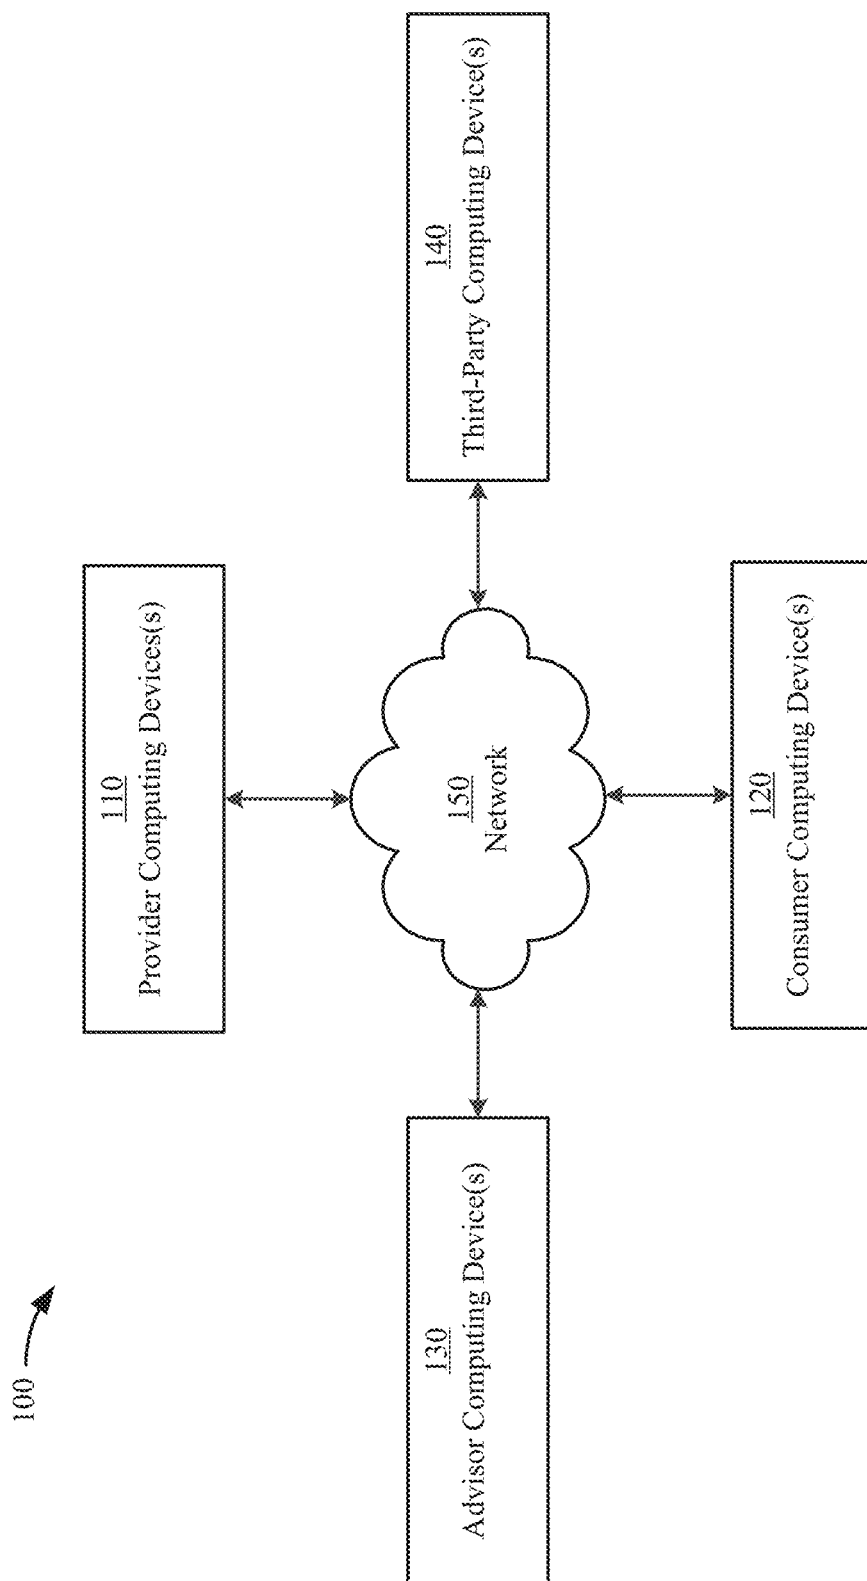 100
110
Provider Computing Devices(s)
130
Advisor Computing Device(s)
150
Network
140
Third-Party Computing Device(s)
120
Consumer Computing Device(s)